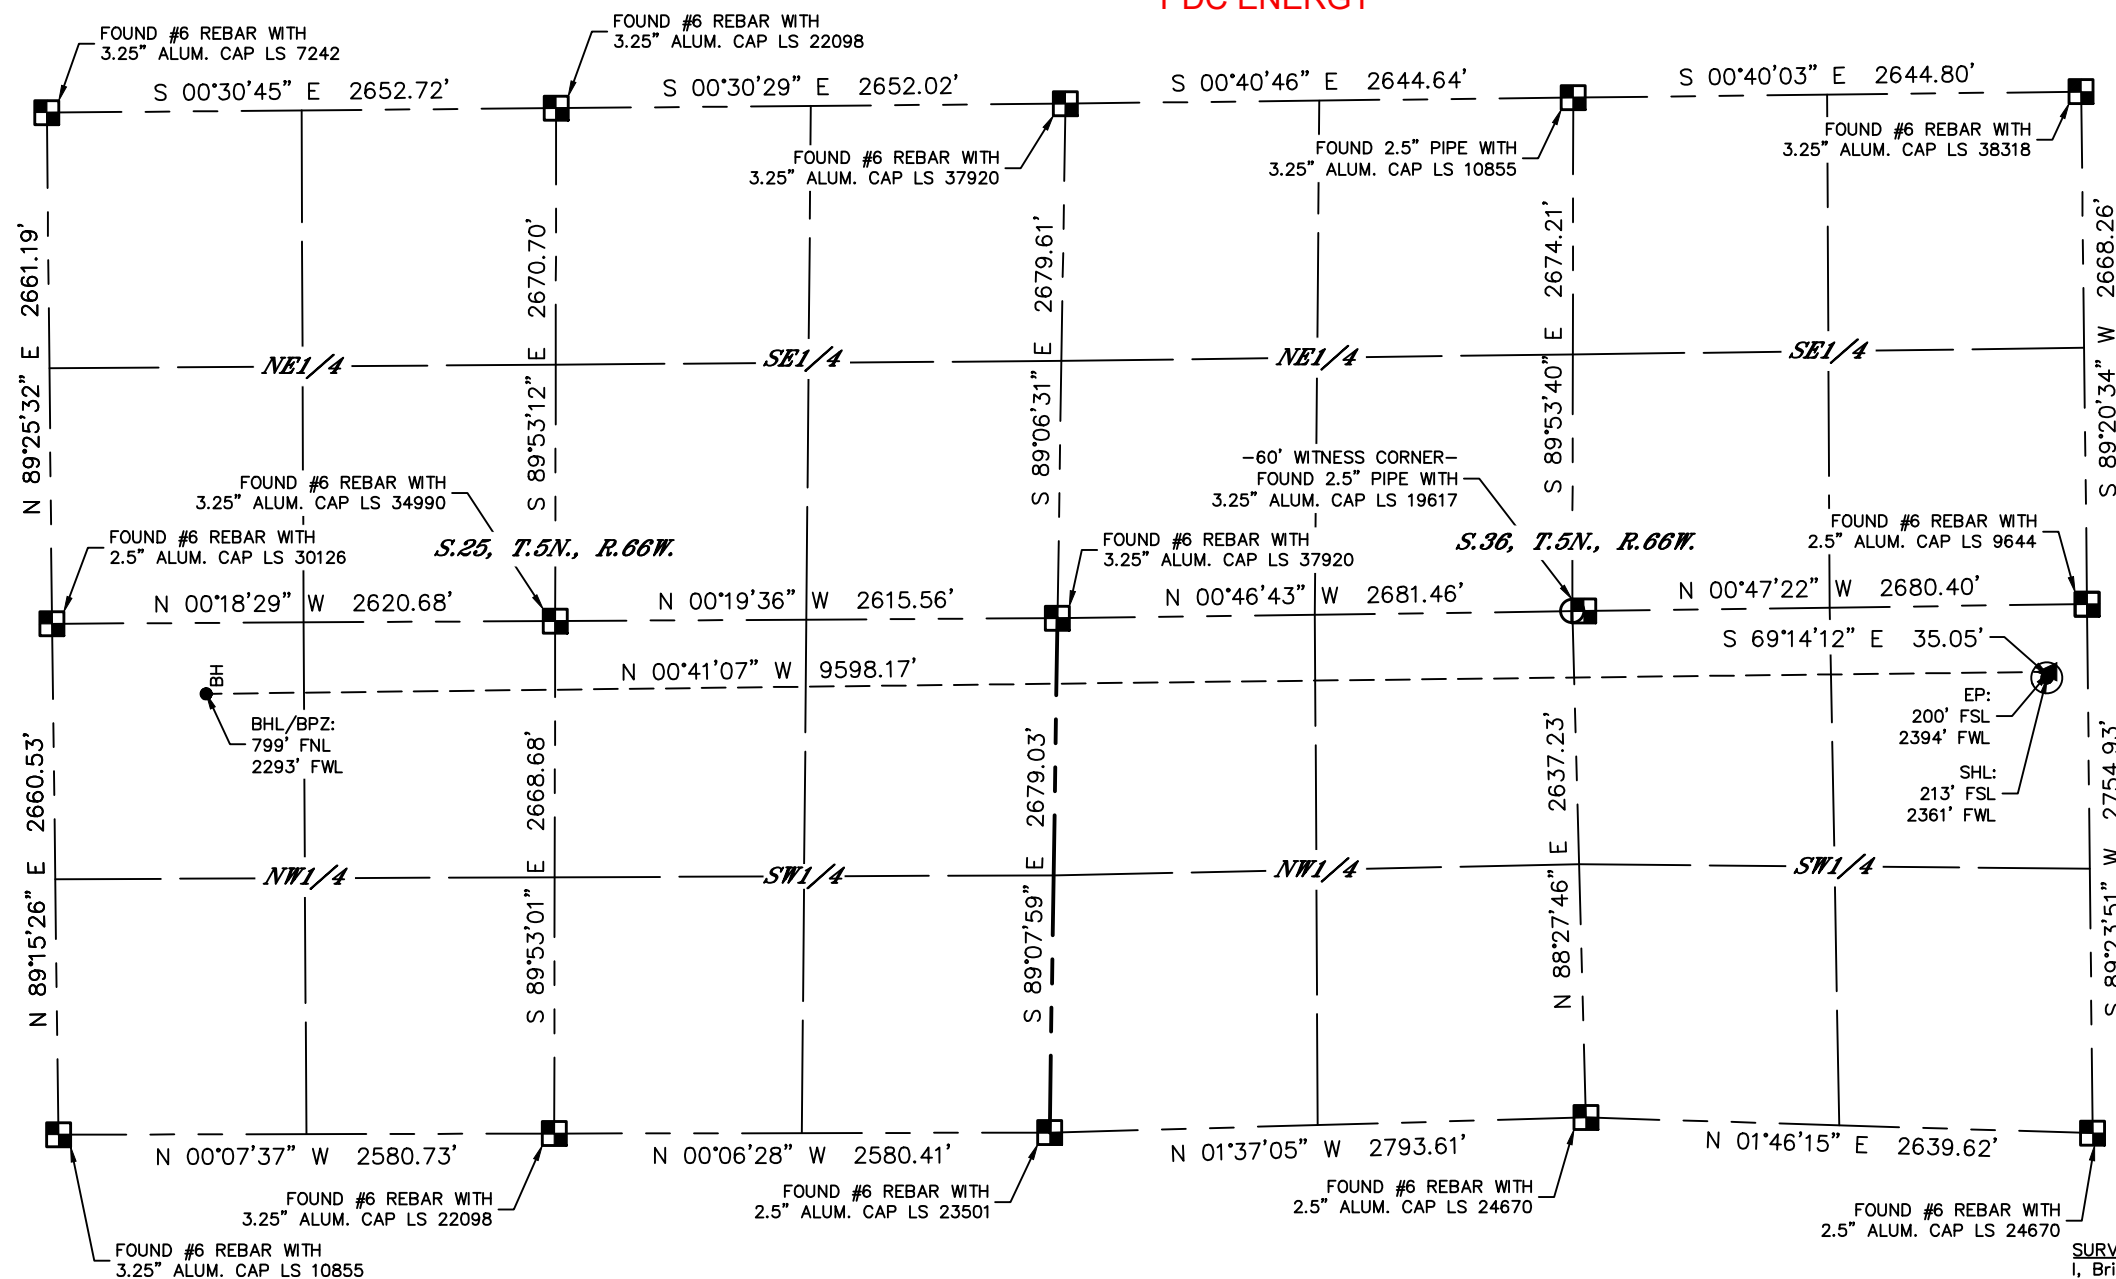 PDC ENERGY
FOUND #6 REBAR WITH
3.25" ALUM. CAP LS 7242
FOUND #6 REBAR WITH
3.25" ALUM. CAP LS 22098
S 00°30'45" E 2652.72'
S 00°30'29" E 2652.02'
S 00°40'46" E 2644.64'
S 00°40'03" E 2644.80'
FOUND #6 REBAR WITH
3.25" ALUM. CAP LS 37920
FOUND 2.5" PIPE WITH
3.25" ALUM. CAP LS 10855
FOUND #6 REBAR WITH
3.25" ALUM. CAP LS 38318
N 89°25'32" E 2661.19'
S 89°53'12" E 2670.70'
S 89°06'31" E 2679.61'
S 89°53'40" E 2674.21'
S 89°20'34" W 2668.26'
NE1/4
SE1/4
NE1/4
SE1/4
FOUND #6 REBAR WITH
3.25" ALUM. CAP LS 34990
-60' WITNESS CORNER-
FOUND 2.5" PIPE WITH
3.25" ALUM. CAP LS 19617
FOUND #6 REBAR WITH
2.5" ALUM. CAP LS 30126
S.25, T.5N., R.66W.
FOUND #6 REBAR WITH
3.25" ALUM. CAP LS 37920
S.36, T.5N., R.66W.
FOUND #6 REBAR WITH
2.5" ALUM. CAP LS 9644
N 00°18'29" W 2620.68'
N 00°19'36" W 2615.56'
N 00°46'43" W 2681.46'
N 00°47'22" W 2680.40'
S 69°14'12" E 35.05'
BH
N 00°41'07" W 9598.17'
BHL/BPZ:
799' FNL
2293' FWL
EP:
200' FSL
2394' FWL
SHL:
213' FSL
2361' FWL
N 89°15'26" E 2660.53'
S 89°53'01" E 2668.68'
S 89°07'59" E 2679.03'
N 88°27'46" E 2637.23'
S 89°23'51" W 2754.93'
NW1/4
SW1/4
NW1/4
SW1/4
N 00°07'37" W 2580.73'
N 00°06'28" W 2580.41'
N 01°37'05" W 2793.61'
N 01°46'15" E 2639.62'
FOUND #6 REBAR WITH
3.25" ALUM. CAP LS 22098
FOUND #6 REBAR WITH
2.5" ALUM. CAP LS 23501
FOUND #6 REBAR WITH
2.5" ALUM. CAP LS 24670
FOUND #6 REBAR WITH
2.5" ALUM. CAP LS 24670
FOUND #6 REBAR WITH
3.25" ALUM. CAP LS 10855
SURV
I, Bri